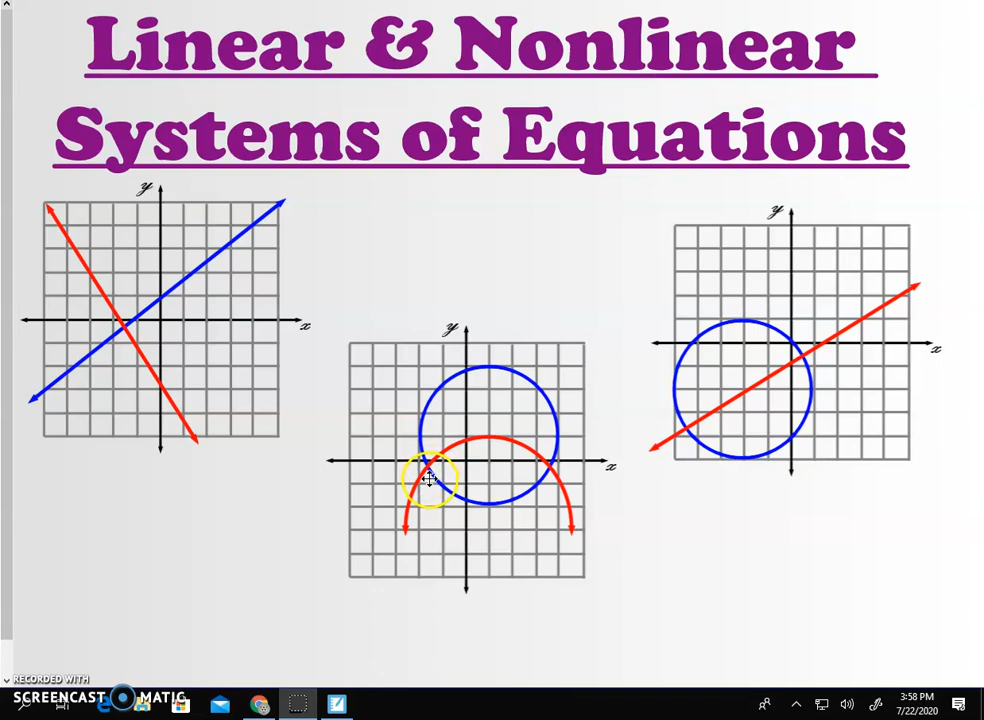 Linear & Nonlinear
Systems of Equations
y
x
y
x
y
x
RECORDED WITH
SCREENCAST MATIC
3:58 PM
7/22/2020